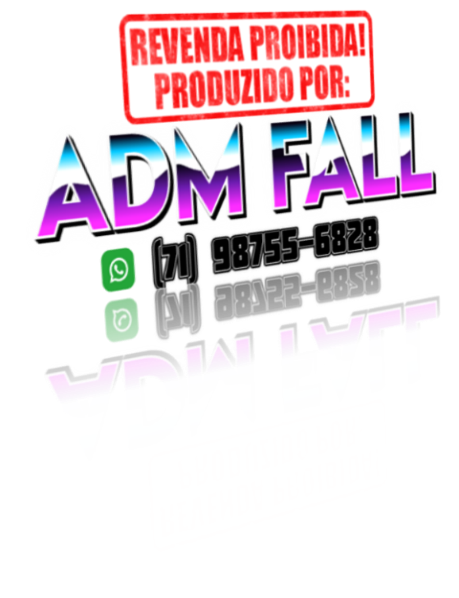 REVENDA PROIBIDA!
PRODUZIDO POR:
ADM FALL
(71) 98755-6828